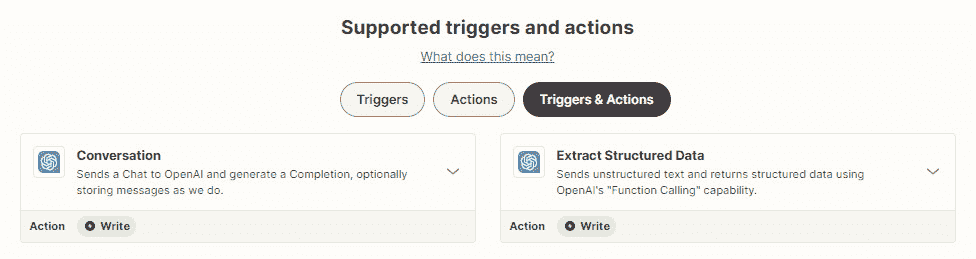 Supported triggers and actions
What does this mean?
Triggers
Actions
Triggers & Actions
Conversation
Sends a Chat to OpenAI and generate a Completion, optionally
storing messages as we do.
Action
Write
Extract Structured Data
Sends unstructured text and returns structured data using
OpenAI's "Function Calling" capability.
Action
Write